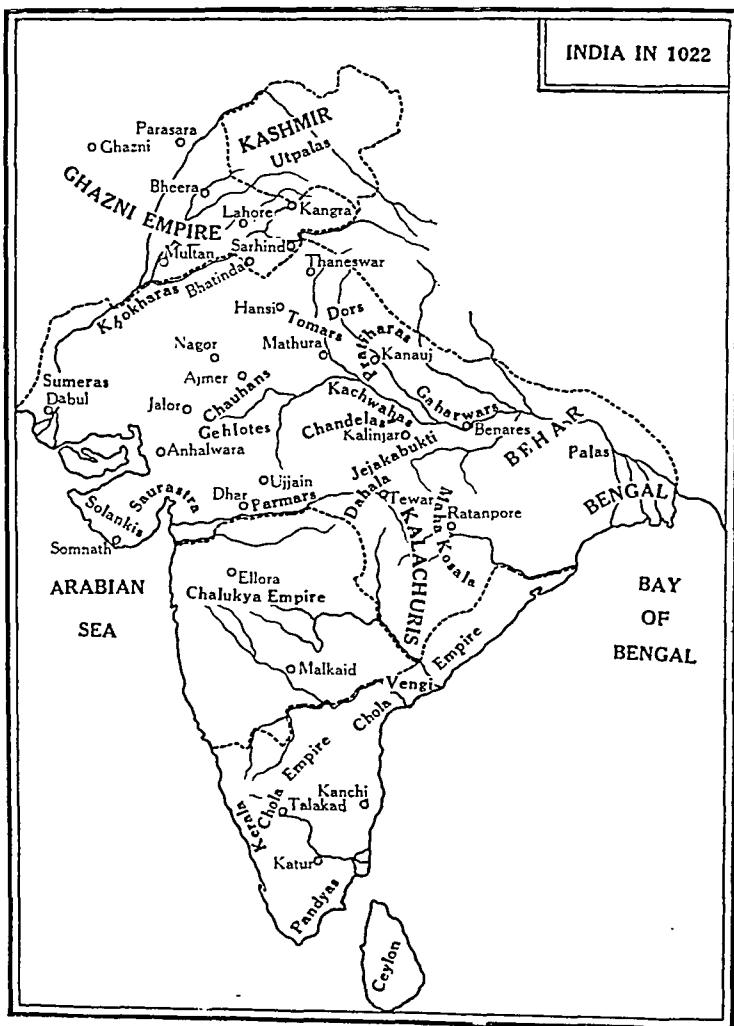 INDIA IN 1022
KASHMIR
Utpalas
Parasara
Ghazni
GHAZNI EMPIRE
Bheera
Lahore
Kangra
Multan
Sarhind
Bhatinda
Thaneswar
Khokharas
Hansi
Dors
Tomars
Nagor
Mathura
Pratiharas
Kanauj
Ajmer
Chauhans
Sumeras
Dabul
Jalor
Kachwahas
Gaharwars
Gehlotes
Chandelas
Kalinjar
Benares
BEHAR
Anhalwara
Jejakabukti
Palas
Saurastra
Ujjain
Dhar
Parmars
Dahala
Tewar
BENGAL
Solankis
Maha Kosala
Ratanpore
Somnath
KALACHURIS
ARABIAN
SEA
Ellora
Chalukya Empire
BAY
OF
BENGAL
Malkaid
Vengi
Chola Empire
Kerala
Chola Empire
Kanchi
Talakad
Katur
Pandyas
Ceylon